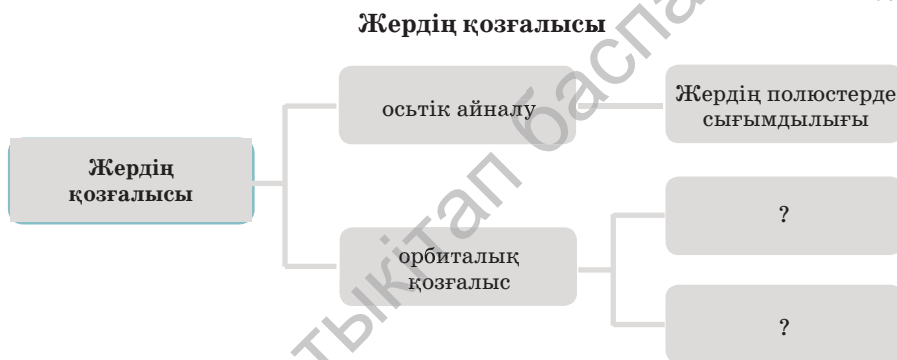 Жердің қозғалысы
осьтік айналу
Жердің полюстерде
сығымдылығы
Жердің
қозғалысы
?
орбиталық
қозғалыс
?